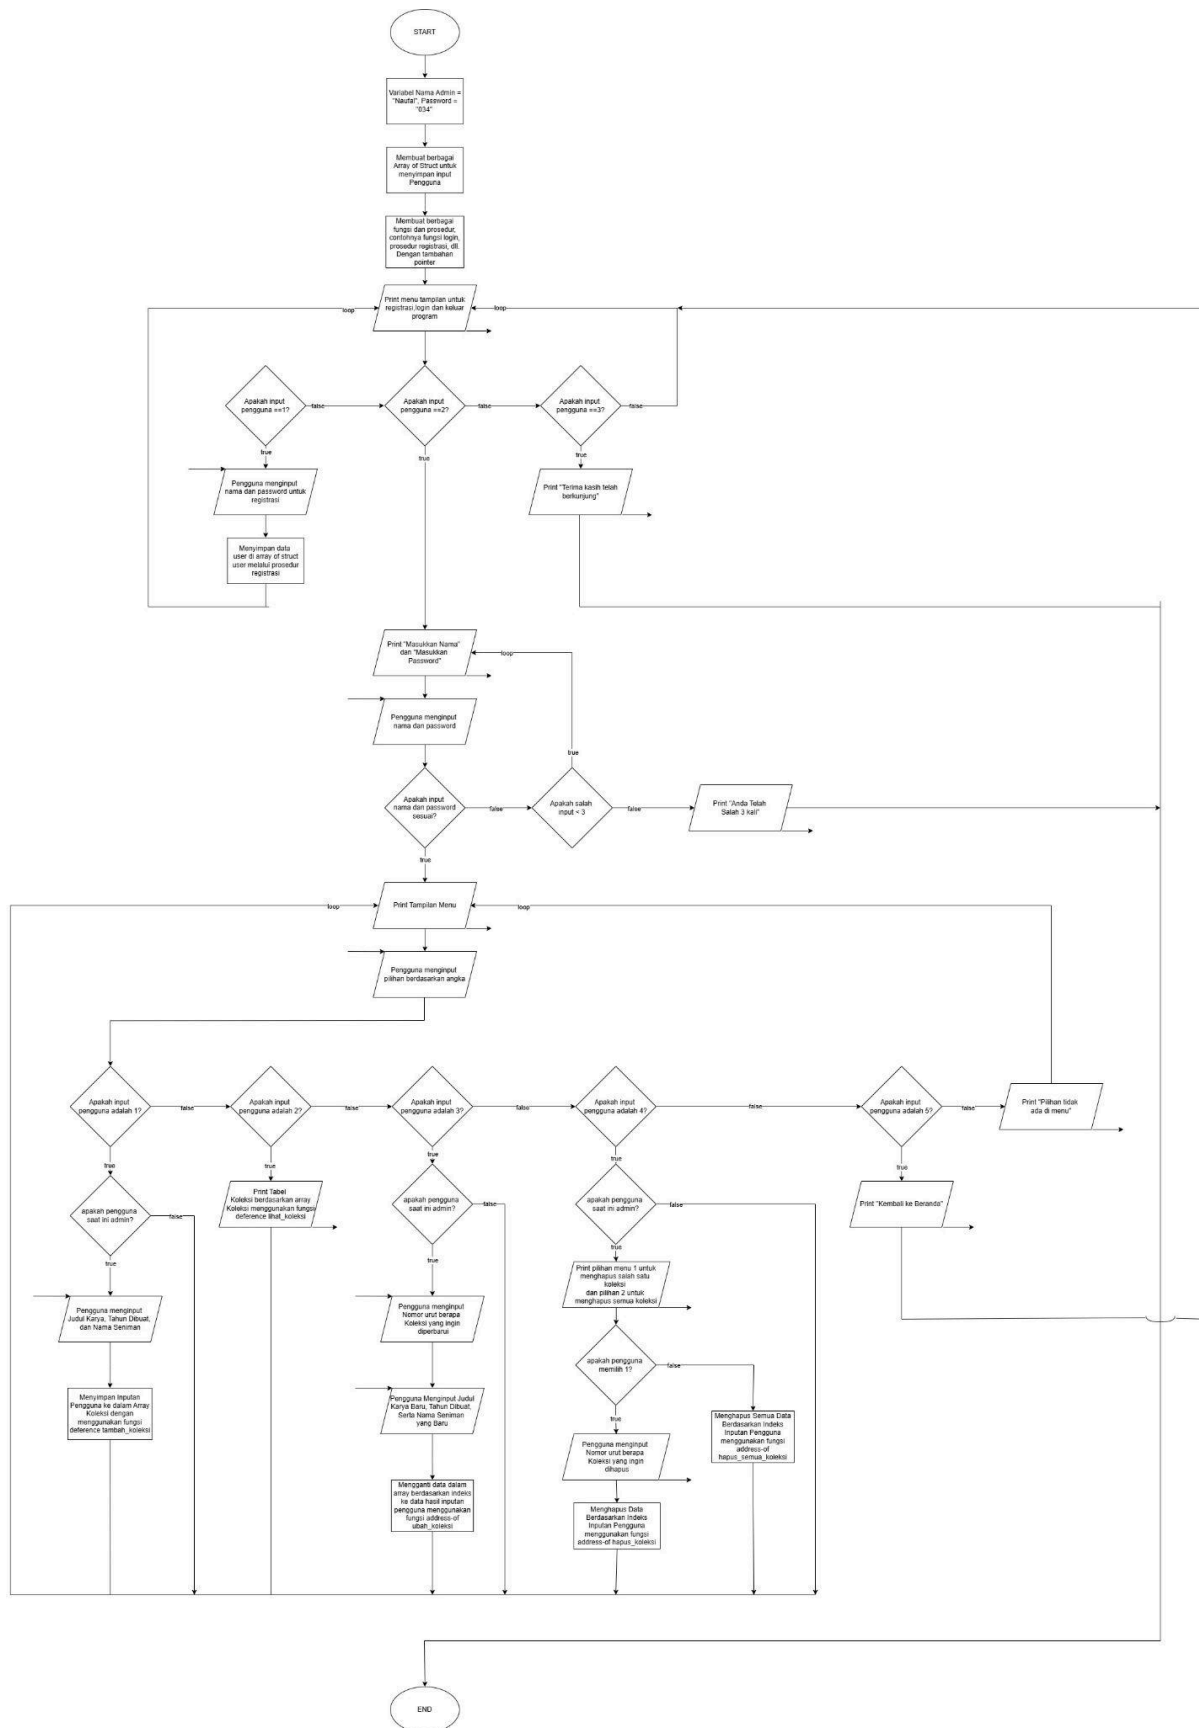 START
Variabel Nama Admin =
"Naufal", Password =
"034"
Membuat berbagai
Array of Struct untuk
menyimpan input
Pengguna
Membuat berbagai
fungsi dan prosedur,
contohnya fungsi login,
prosedur registrasi, dll.
Dengan tambahan
pointer
Print menu tampilan untuk
registrasi,login dan keluar
program
loop
loop
Apakah input
pengguna ==1?
false
Apakah input
pengguna ==2?
false
Apakah input
pengguna ==3?
false
true
true
true
Pengguna menginput
nama dan password untuk
registrasi
Print "Terima kasih telah
berkunjung"
Menyimpan data
user di array of struct
user melalui prosedur
registrasi
Print "Masukkan Nama"
dan "Masukkan
Password"
loop
Pengguna menginput
nama dan password
true
Apakah input
nama dan password
sesuai?
false
Apakah salah
input < 3
false
Print "Anda Telah
Salah 3 kali"
true
Print Tampilan Menu
loop
loop
Pengguna menginput
pilihan berdasarkan angka
Apakah input
pengguna adalah 1?
false
Apakah input
pengguna adalah 2?
false
Apakah input
pengguna adalah 3?
false
Apakah input
pengguna adalah 4?
false
Apakah input
pengguna adalah 5?
false
Print "Pilihan tidak
ada di menu"
true
true
true
true
true
apakah pengguna
saat ini admin?
false
Print Tabel
Koleksi berdasarkan array
Koleksi menggunakan fungsi
deference lihat_koleksi
apakah pengguna
saat ini admin?
false
apakah pengguna
saat ini admin?
false
Print "Kembali ke Beranda"
true
true
true
Pengguna menginput
Judul Karya, Tahun Dibuat,
dan Nama Seniman
Pengguna menginput
Nomor urut berapa
Koleksi yang ingin
diperbarui
Print pilihan menu 1 untuk
menghapus salah satu
koleksi
dan pilihan 2 untuk
menghapus semua koleksi
apakah pengguna
memilih 1?
false
true
Menyimpan Inputan
Pengguna ke dalam Array
Koleksi dengan
menggunakan fungsi
deference tambah_koleksi
Pengguna Menginput Judul
Karya Baru, Tahun Dibuat,
Serta Nama Seniman
yang Baru
Menghapus Semua Data
Berdasarkan Indeks
Inputan Pengguna
menggunakan fungsi
address-of
hapus_semua_koleksi
Pengguna menginput
Nomor urut berapa
Koleksi yang ingin
dihapus
Mengganti data dalam
array berdasarkan indeks
ke data hasil inputan
pengguna menggunakan
fungsi address-of
ubah_koleksi
Menghapus Data
Berdasarkan Indeks
Inputan Pengguna
menggunakan fungsi
address-of hapus_koleksi
END